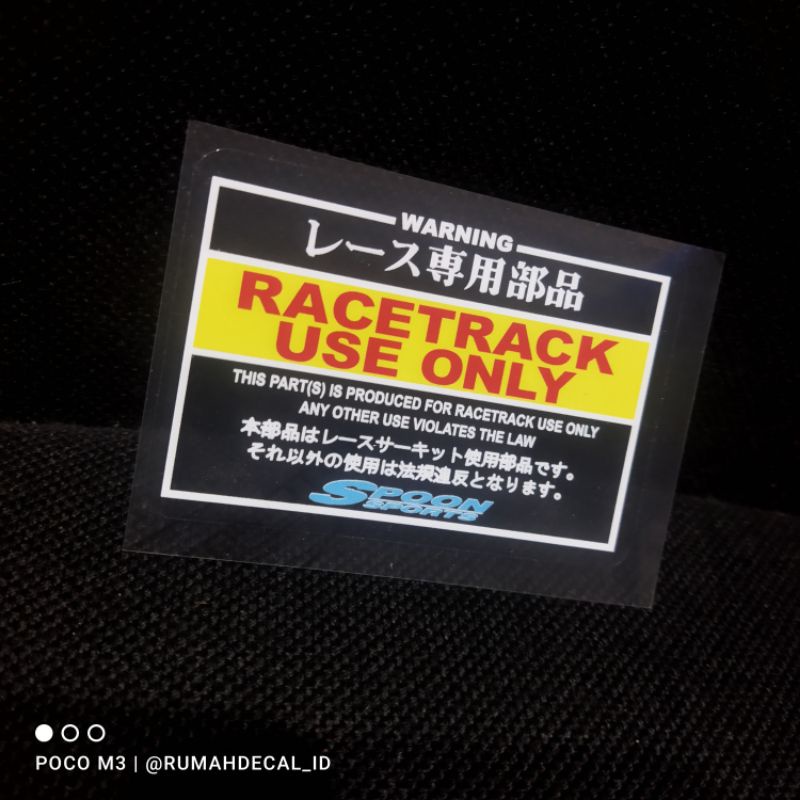 WARNING
レース専用部品
RACETRACK
USE ONLY
THIS PART(S) IS PRODUCED FOR RACETRACK USE ONLY
ANY OTHER USE VIOLATES THE LAW
本部品はレースサーキット使用部品です。
それ以外の使用は法規違反となります。
SPOON
SPORTS
POCO M3 | @RUMAHDECAL_ID